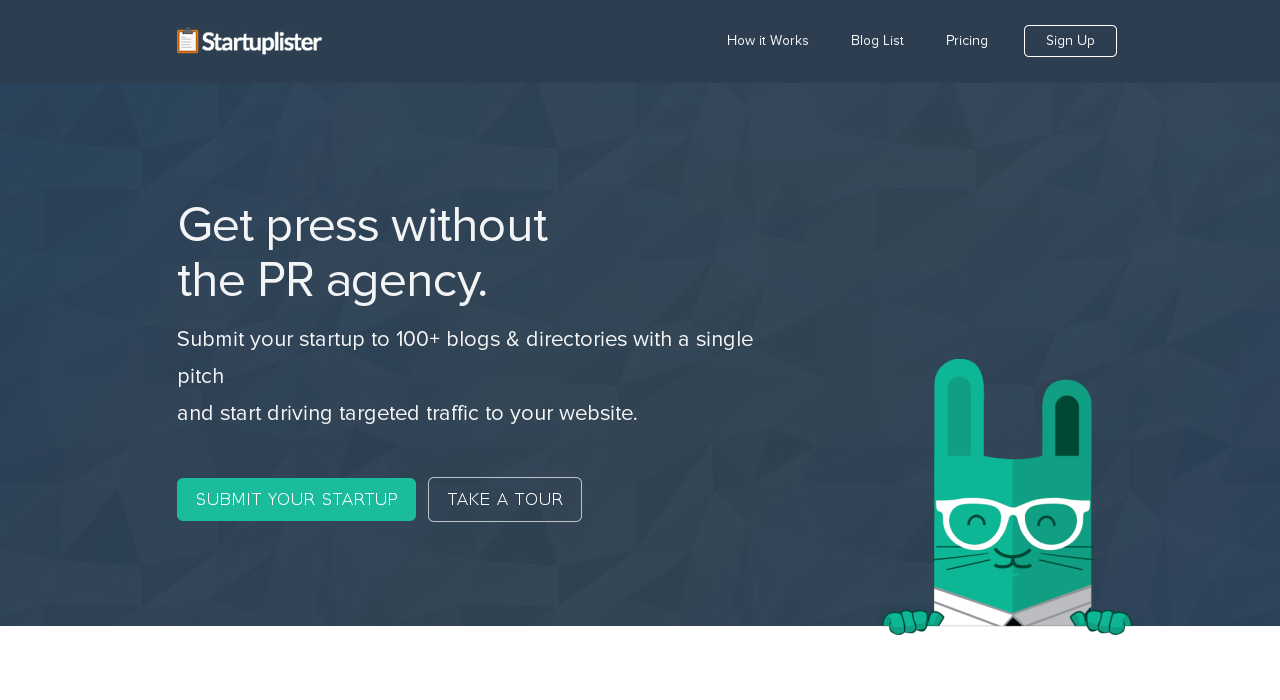 Startuplister
How it Works
Blog List
Pricing
Sign Up
Get press without
the PR agency.
Submit your startup to 100+ blogs & directories with a single
pitch
and start driving targeted traffic to your website.
SUBMIT YOUR STARTUP
TAKE A TOUR